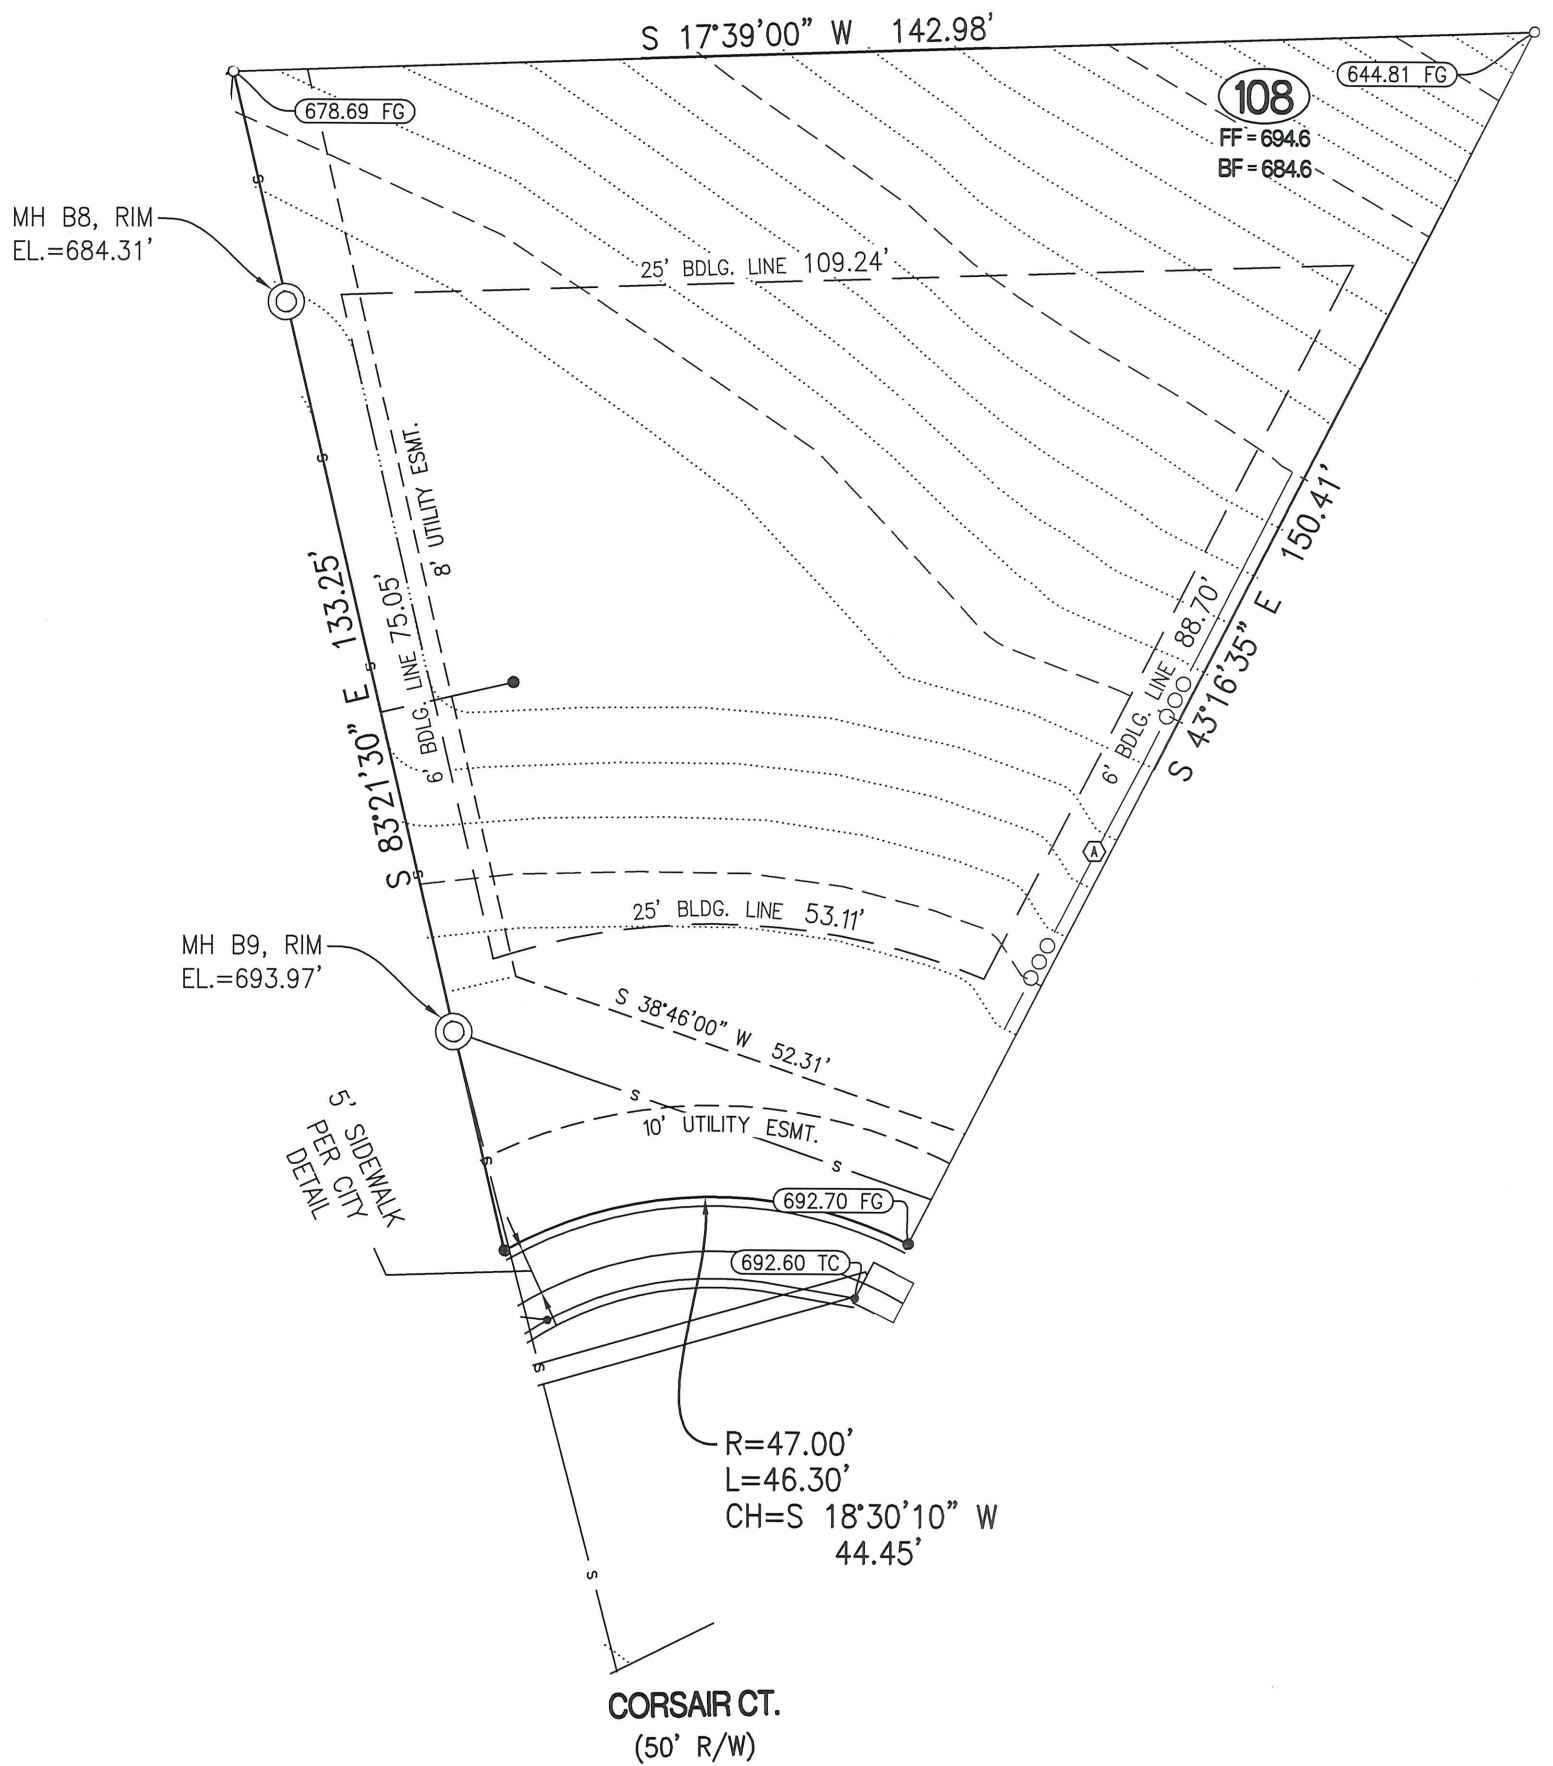 S 17°39'00" W 142.98'
678.69 FG
644.81 FG
108
FF = 694.6
BF = 684.6
MH B8, RIM
EL.=684.31'
25' BDLG. LINE 109.24'
8' UTILITY ESMT.
S 83°21'30" E 133.25'
6' BDLG. LINE 75.05'
S 43°16'35" E 150.41'
6' BDLG. LINE 88.70'
A
25' BLDG. LINE 53.11'
MH B9, RIM
EL.=693.97'
S 38°46'00" W 52.31'
10' UTILITY ESMT.
5' SIDEWALK
PER CITY
DETAIL
692.70 FG
692.60 TC
s
s
s
s
s
s
s
s
s
R=47.00'
L=46.30'
CH=S 18°30'10" W
44.45'
CORSAIR CT.
(50' R/W)